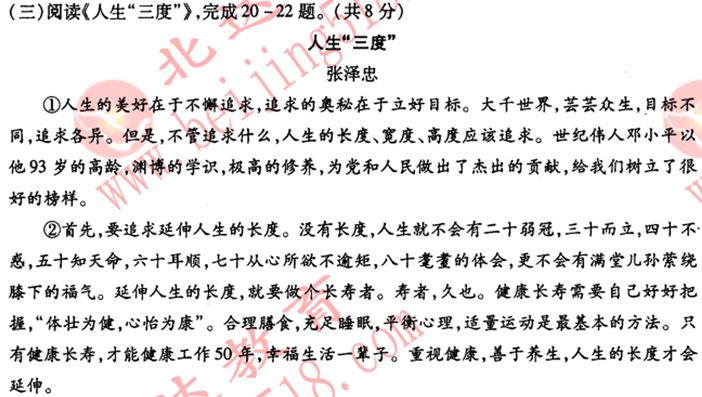 (三)阅读《人生“三度”》,完成20-22题。(共8分)
人生“三度”
张泽忠
①人生的美好在于不懈追求,追求的奥秘在于立好目标。大千世界,芸芸众生,目标不
同,追求各异。但是,不管追求什么,人生的长度、宽度、高度应该追求。世纪伟人邓小平以
他93岁的高龄,渊博的学识,极高的修养,为党和人民做出了杰出的贡献,给我们树立了很
好的榜样。
②首先,要追求延伸人生的长度。没有长度,人生就不会有二十弱冠,三十而立,四十不
惑,五十知天命,六十耳顺,七十从心所欲不逾矩,八十耄耋的体会,更不会有满堂儿孙萦绕
膝下的福气。延伸人生的长度,就要做个长寿者。寿者,久也。健康长寿需要自己好好把
握,“体壮为健,心怡为康”。合理膳食,充足睡眠,平衡心理,适量运动是最基本的方法。只
有健康长寿,才能健康工作50年,幸福生活一辈子。重视健康,善于养生,人生的长度才会
延伸。